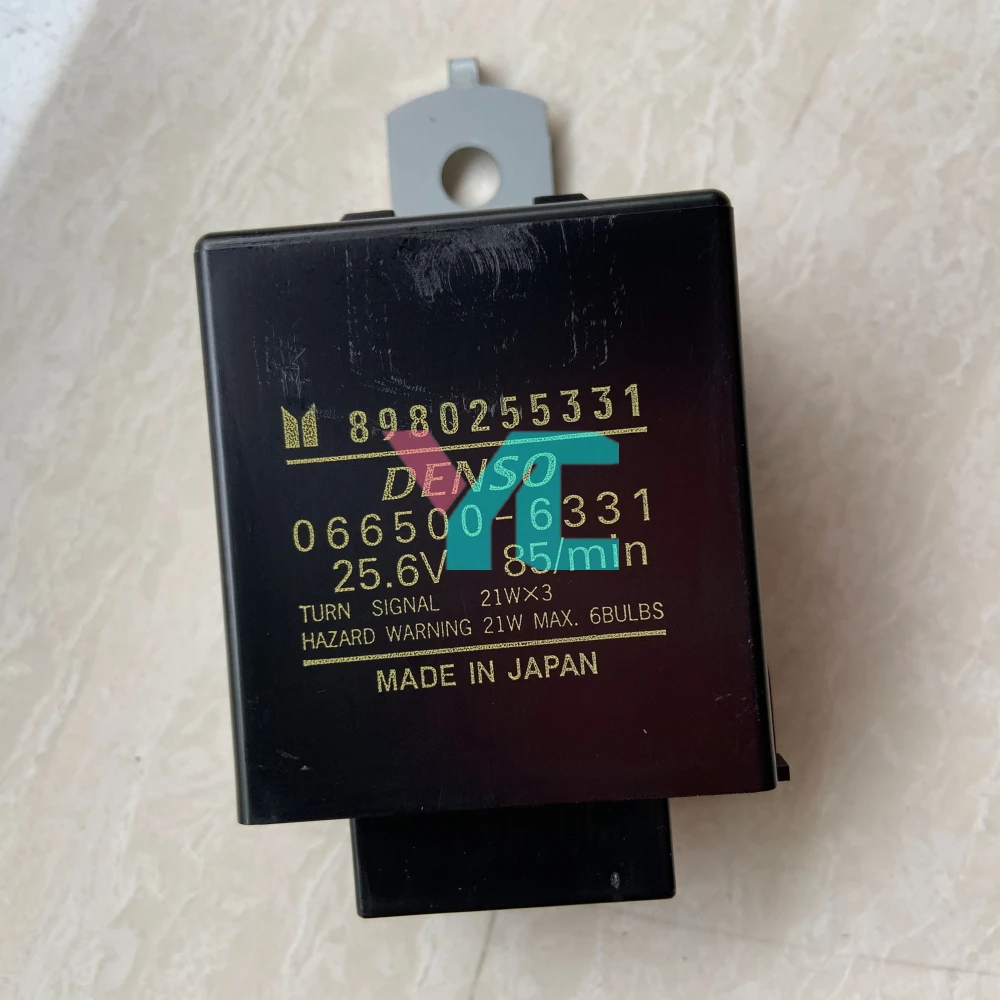 8980255331
DENSO
066500-6331
25.6V 85/min
TURN SIGNAL 21W×3
HAZARD WARNING 21W MAX. 6BULBS
MADE IN JAPAN
YC